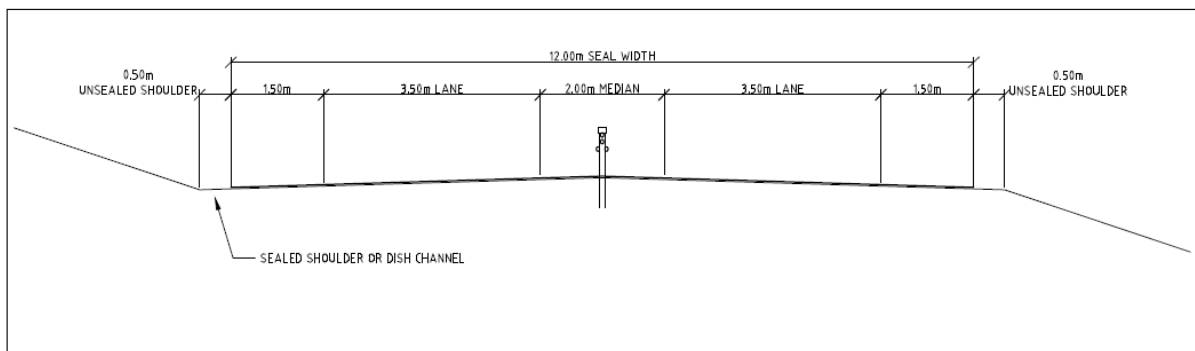 12.00m SEAL WIDTH
0.50m
UNSEALED SHOULDER
1.50m
3.50m LANE
2.00m MEDIAN
3.50m LANE
1.50m
0.50m
UNSEALED SHOULDER
SEALED SHOULDER OR DISH CHANNEL